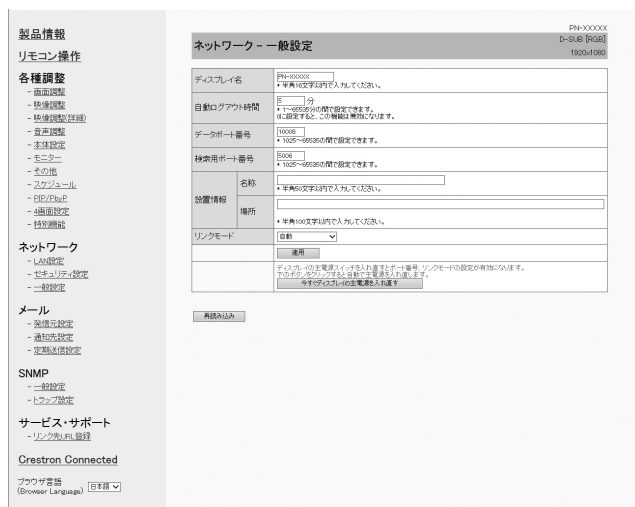 製品情報
リモコン操作
各種調整
- 画面調整
- 映像調整
- 映像調整(詳細)
- 音声調整
- 本体設定
- モニター
- その他
- スケジュール
- PIP/PbyP
- 4画面設定
- 特別機能
ネットワーク
- LAN設定
- セキュリティ設定
- 一般設定
メール
- 発信元設定
- 通知先設定
- 定期送信設定
SNMP
- 一般設定
- トラップ設定
サービス・サポート
- リンク先URL登録
Crestron Connected
ブラウザ言語
(Browser Language) 日本語
PN-XXXXX
ネットワーク - 一般設定
D-SUB [RGB]
1920x1080
ディスプレイ名
PN-XXXXX
* 半角16文字以内で入力してください。
自動ログアウト時間
5 分
* 1~65535分の間で設定できます。
0に設定すると、この機能は無効になります。
データポート番号
10008
* 1025~65535の間で設定できます。
検索用ポート番号
5006
* 1025~65535の間で設定できます。
設置情報
名称
* 半角50文字以内で入力してください。
場所
* 半角100文字以内で入力してください。
リンクモード
自動
適用
ディスプレイの主電源スイッチを入れ直すとポート番号、リンクモードの設定が有効になります。
下のボタンをクリックすると自動で主電源を入れ直します。
今すぐディスプレイの主電源を入れ直す
再読み込み